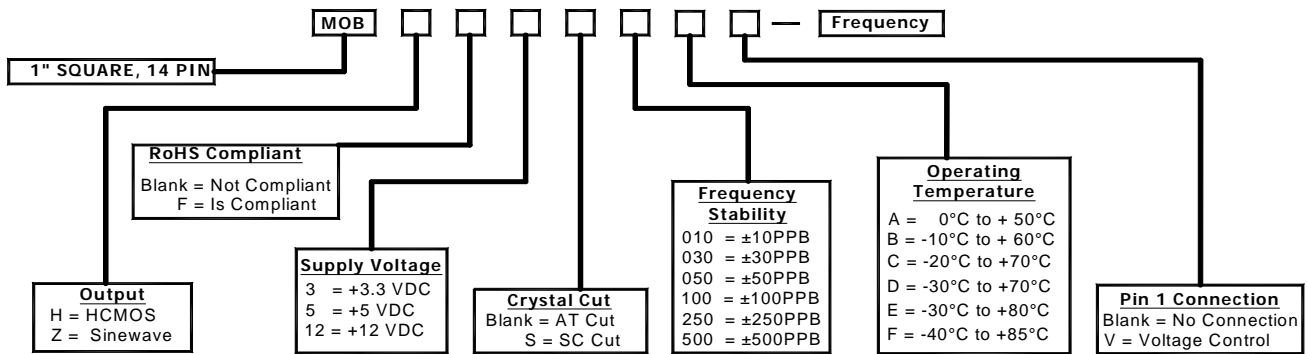 MOB — Frequency
1" SQUARE, 14 PIN
RoHS Compliant
Blank = Not Compliant
F = Is Compliant
Output
H = HCMOS
Z = Sinewave
Supply Voltage
3 = +3.3 VDC
5 = +5 VDC
12 = +12 VDC
Crystal Cut
Blank = AT Cut
S = SC Cut
Frequency
Stability
010 = ±10PPB
030 = ±30PPB
050 = ±50PPB
100 = ±100PPB
250 = ±250PPB
500 = ±500PPB
Operating
Temperature
A = 0°C to + 50°C
B = -10°C to + 60°C
C = -20°C to +70°C
D = -30°C to +70°C
E = -30°C to +80°C
F = -40°C to +85°C
Pin 1 Connection
Blank = No Connection
V = Voltage Control